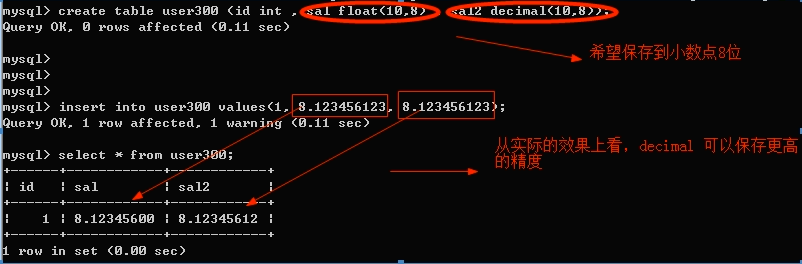 mysql> create table user300 (id int , sal float(10,8)  sal2 decimal(10,8));
Query OK, 0 rows affected (0.11 sec)
希望保存到小数点8位
mysql>
mysql>
mysql>
mysql> insert into user300 values(1, 8.123456123, 8.123456123);
Query OK, 1 row affected, 1 warning (0.11 sec)
mysql> select * from user300;
从实际的效果上看，decimal 可以保存更高的精度
+------+------------+------------+
| id | sal | sal2 |
+------+------------+------------+
| 1 | 8.12345600 | 8.12345612 |
+------+------------+------------+
1 row in set (0.00 sec)